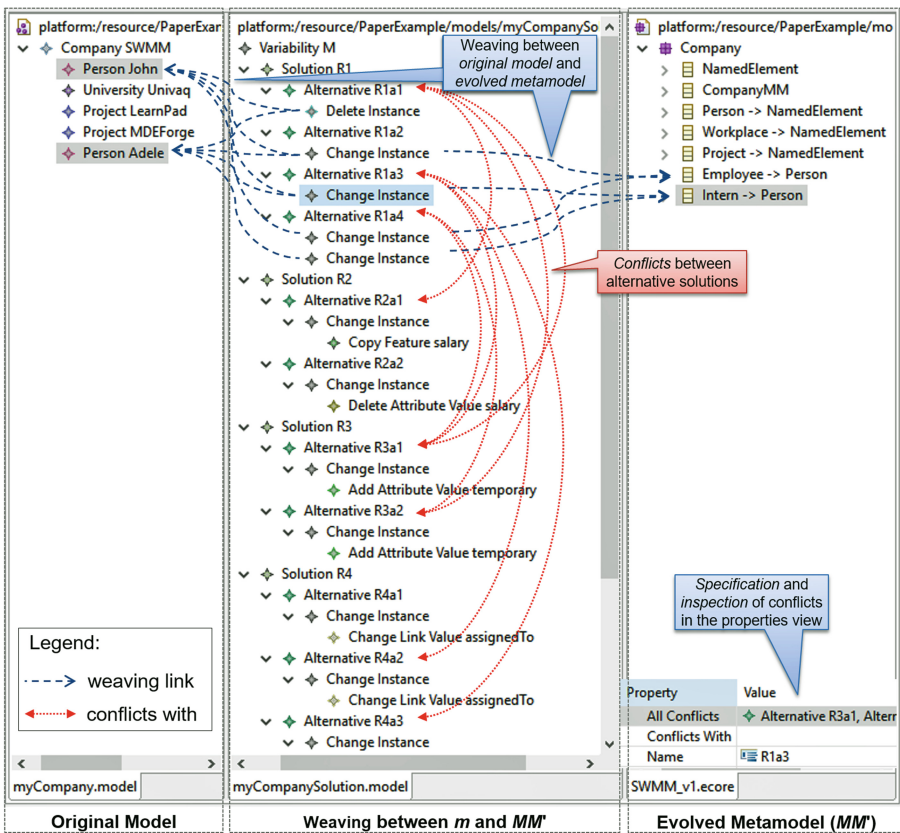 platform:/resource/PaperExar
Company SWMM
Person John
University Univaq
Project LearnPad
Project MDEForge
Person Adele
Legend:
weaving link
conflicts with
myCompany.model
Original Model
platform:/resource/PaperExample/models/myCompanySo
Variability M
Solution R1
Alternative R1a1
Delete Instance
Alternative R1a2
Change Instance
Alternative R1a3
Change Instance
Alternative R1a4
Change Instance
Change Instance
Solution R2
Alternative R2a1
Change Instance
Copy Feature salary
Alternative R2a2
Change Instance
Delete Attribute Value salary
Solution R3
Alternative R3a1
Change Instance
Add Attribute Value temporary
Alternative R3a2
Change Instance
Add Attribute Value temporary
Solution R4
Alternative R4a1
Change Instance
Change Link Value assignedTo
Alternative R4a2
Change Instance
Change Link Value assignedTo
Alternative R4a3
Change Instance
myCompanySolution.model
Weaving between m and MM'
Weaving between
original model and
evolved metamodel
Conflicts between
alternative solutions
platform:/resource/PaperExample/mo
Company
NamedElement
CompanyMM
Person -> NamedElement
Workplace -> NamedElement
Project -> NamedElement
Employee -> Person
Intern -> Person
Specification and
inspection of conflicts
in the properties view
Property Value
All Conflicts Alternative R3a1, Alterr
Conflicts With
Name R1a3
SWMM_v1.ecore
Evolved Metamodel (MM')